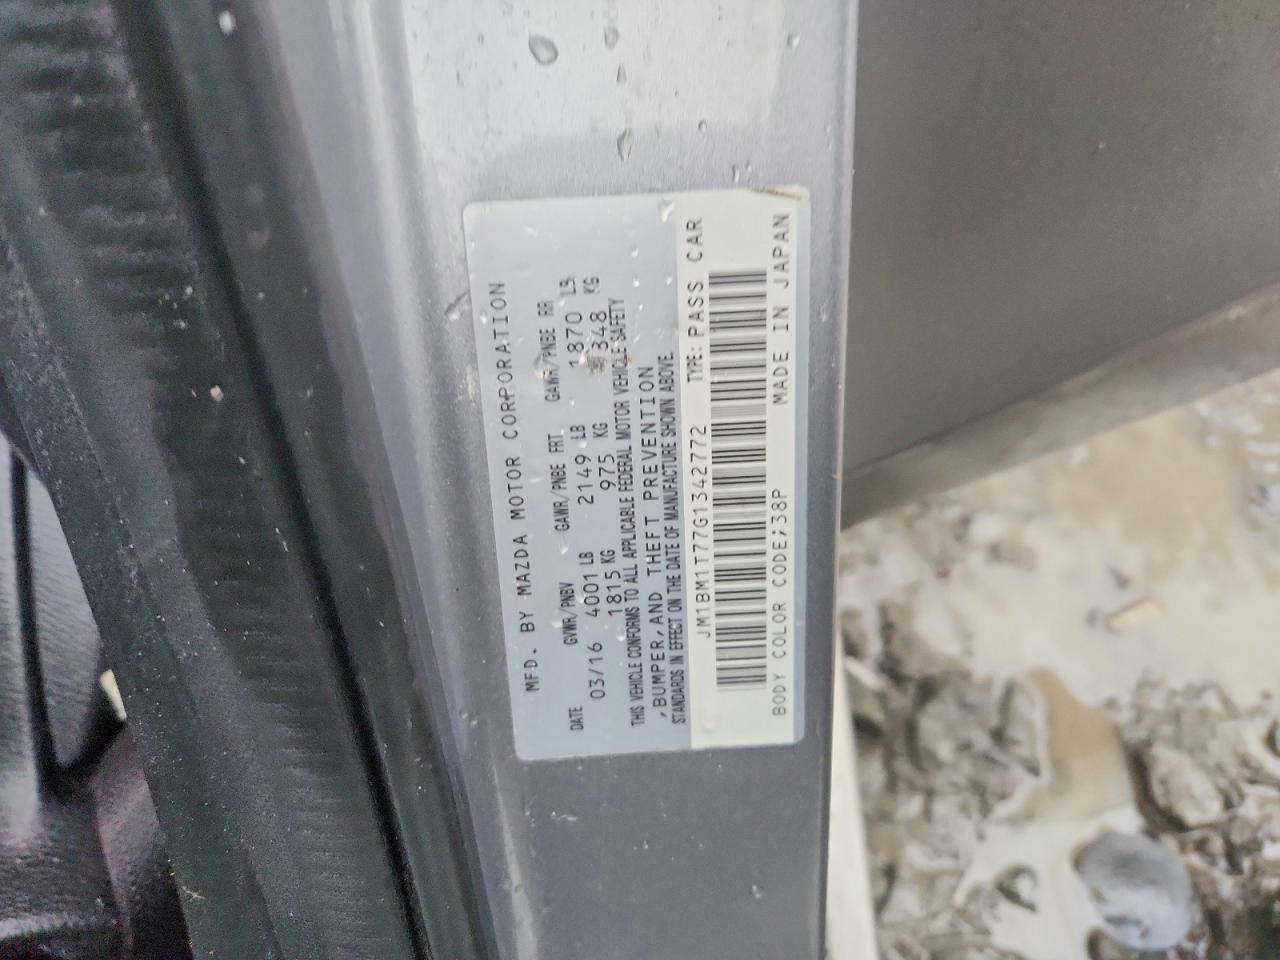 MFD. BY MAZDA MOTOR CORPORATION
DATE GVWR/PNBV GAWR/PNBE FRT. GAWR/PNBE RR
03/16 4001 LB 2149 LB 1870 LB
1815 KG 975 KG 348 KG
THIS VEHICLE CONFORMS TO ALL APPLICABLE FEDERAL MOTOR VEHICLE SAFETY
,BUMPER,AND THEFT PREVENTION
STANDARDS IN EFFECT ON THE DATE OF MANUFACTURE SHOWN ABOVE
JM1BM1T77G1342772 TYPE: PASS CAR
BODY COLOR CODE;38P MADE IN JAPAN